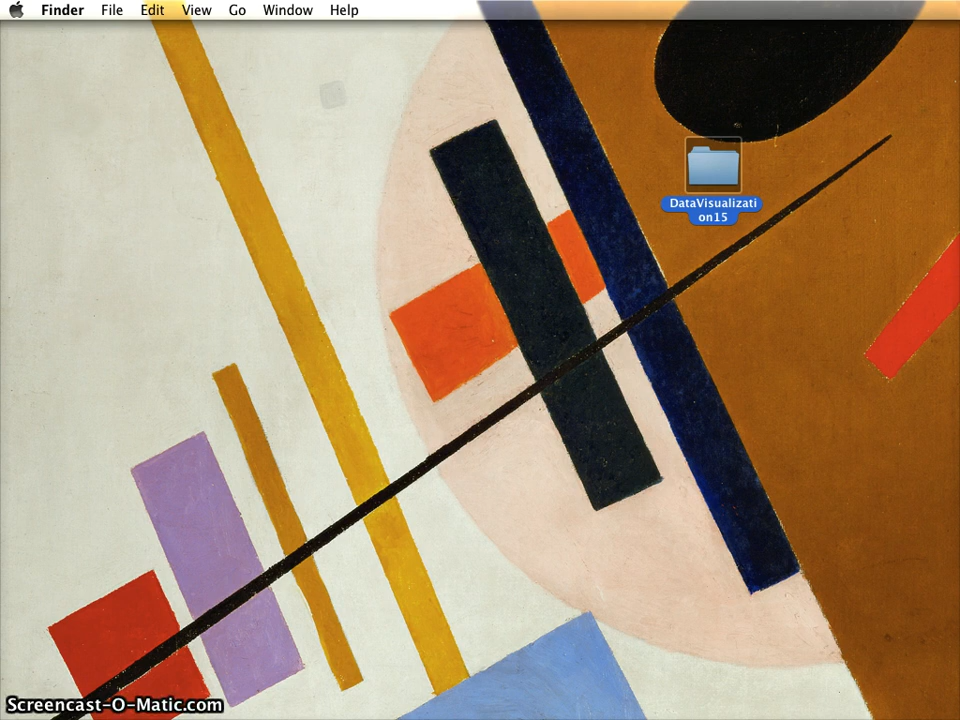 Finder File Edit View Go Window Help
DataVisualizati
on15
Screencast-O-Matic.com